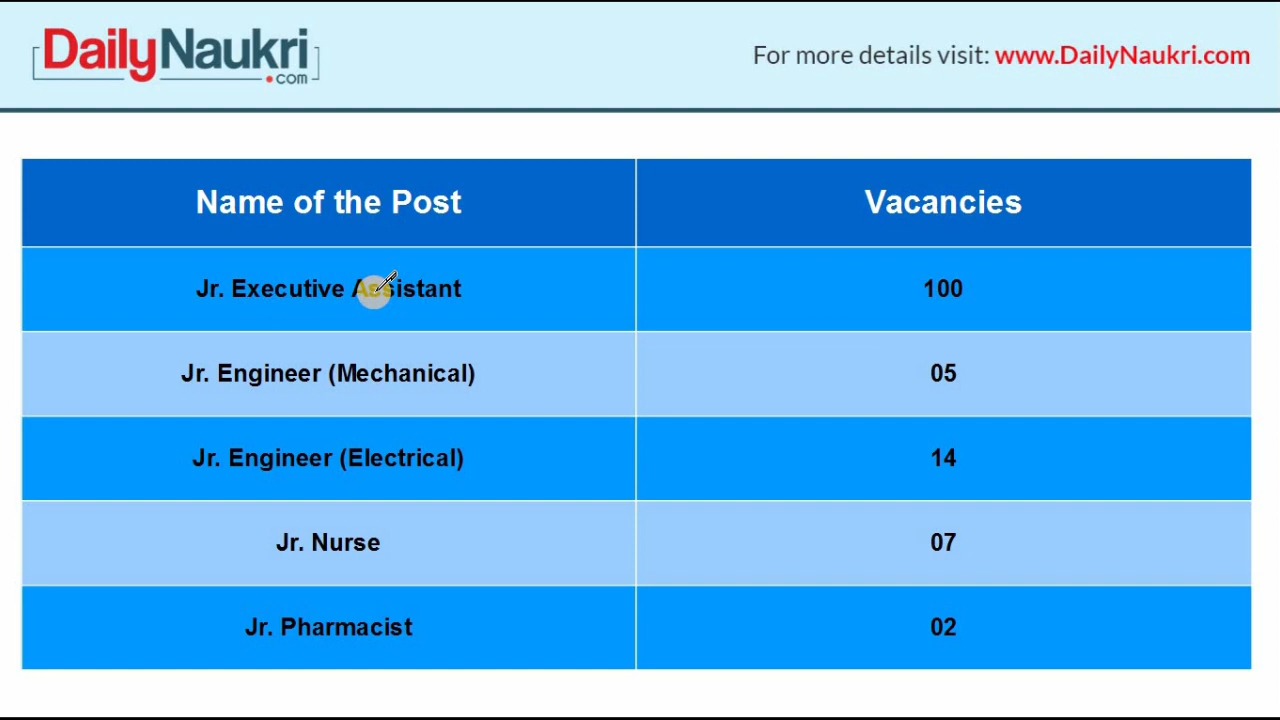 DailyNaukri
.com
For more details visit: www.DailyNaukri.com
Name of the Post Vacancies
Jr. Executive Assistant 100
Jr. Engineer (Mechanical) 05
Jr. Engineer (Electrical) 14
Jr. Nurse 07
Jr. Pharmacist 02